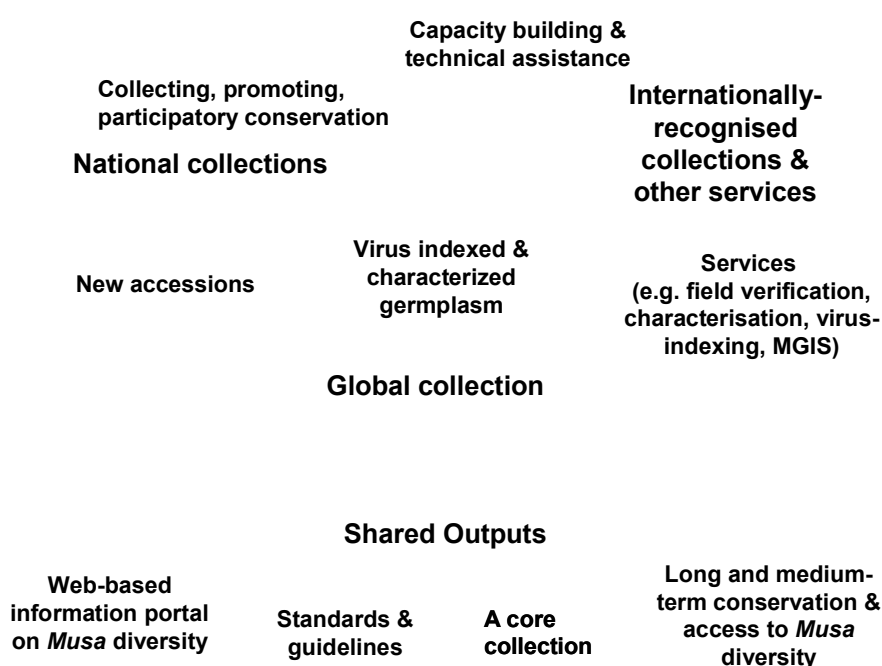 Capacity building &
technical assistance
Collecting, promoting,
participatory conservation
National collections
Internationally-
recognised
collections &
other services
New accessions
Virus indexed &
characterized
germplasm
Services
(e.g. field verification,
characterisation, virus-
indexing, MGIS)
Global collection
Shared Outputs
Web-based
information portal
on Musa diversity
Standards &
guidelines
A core
collection
Long and medium-
term conservation &
access to Musa
diversity